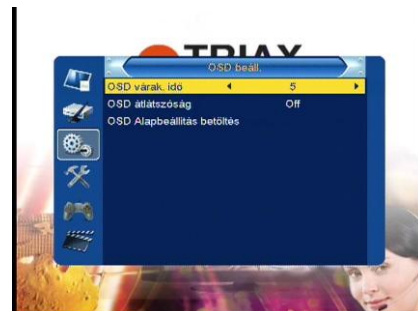 TRIAX
OSD beáll.
OSD várak. idő 5
OSD átlátszóság Off
OSD Alapbeállítás betöltés